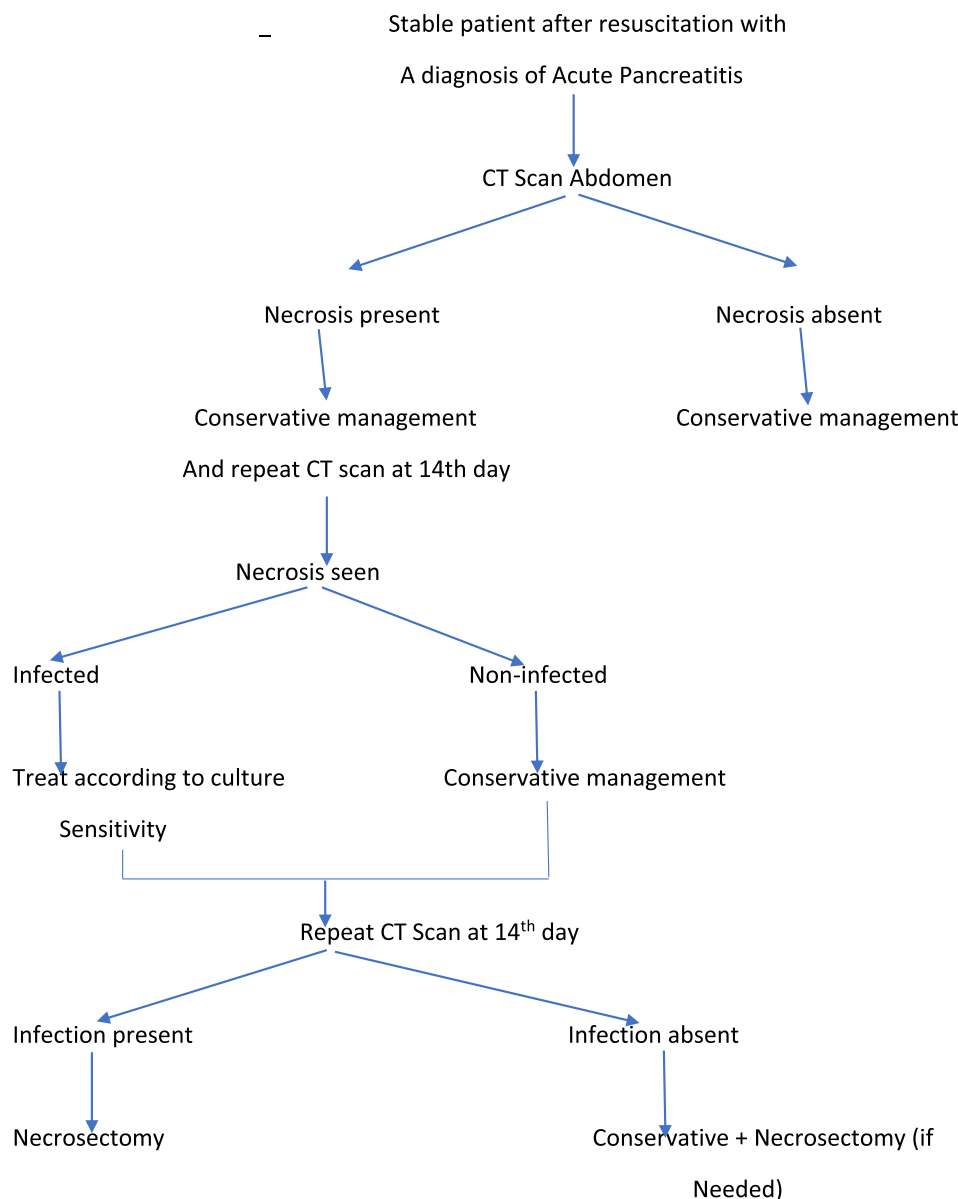 _ Stable patient after resuscitation with
A diagnosis of Acute Pancreatitis
CT Scan Abdomen
Necrosis present
Necrosis absent
Conservative management
Conservative management
And repeat CT scan at 14th day
Necrosis seen
Infected
Non-infected
Treat according to culture
Conservative management
Sensitivity
Repeat CT Scan at 14th day
Infection present
Infection absent
Necrosectomy
Conservative + Necrosectomy (if
Needed)